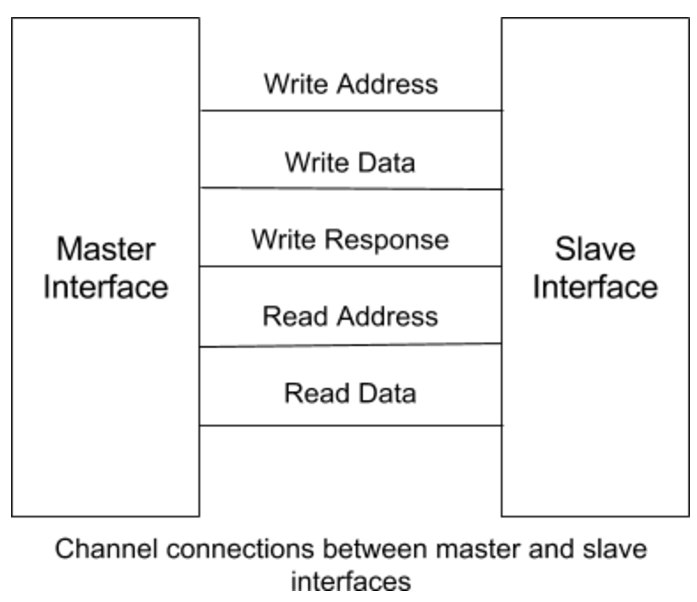 Write Address
Write Data
Master
Interface
Write Response
Slave
Interface
Read Address
Read Data
Channel connections between master and slave
interfaces